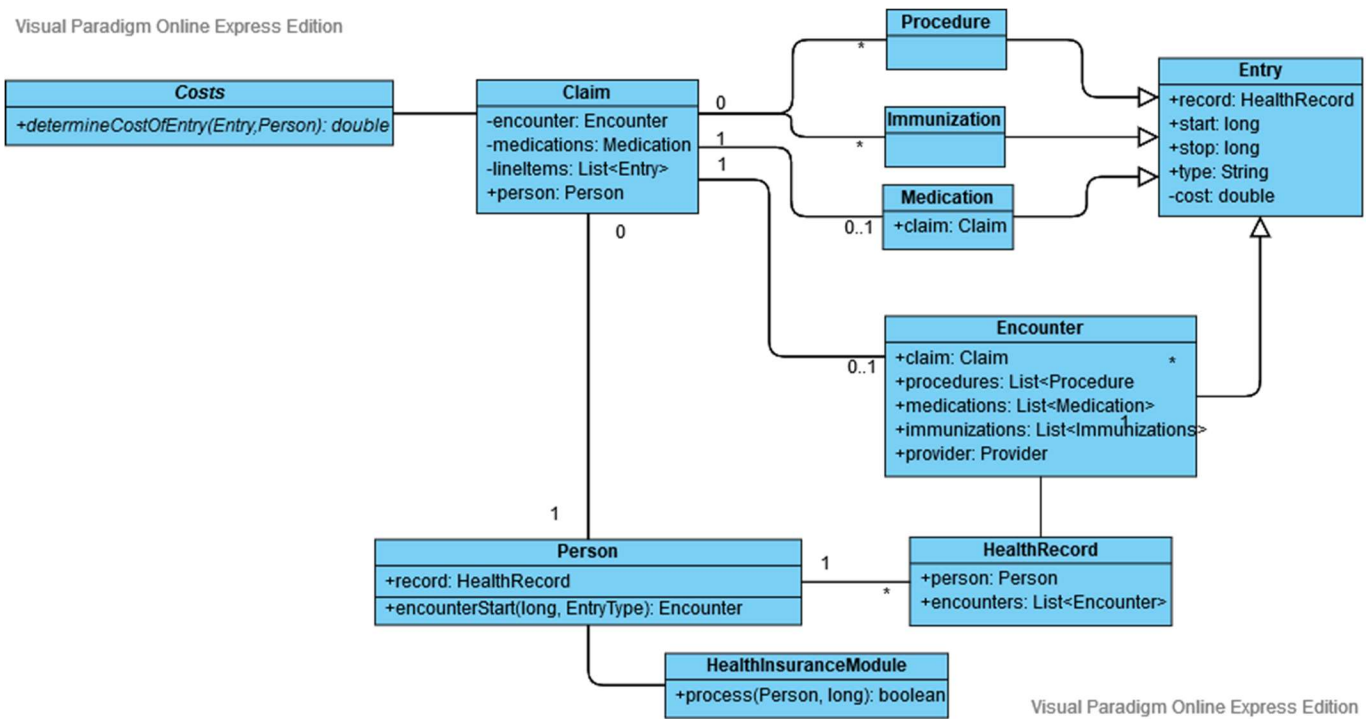 Visual Paradigm Online Express Edition
Procedure
*
Costs
+determineCostOfEntry(Entry,Person): double
Claim
-encounter: Encounter
-medications: Medication
-lineItems: List<Entry>
+person: Person
0
1
1
0
Immunization
*
Medication
+claim: Claim
0..1
Entry
+record: HealthRecord
+start: long
+stop: long
+type: String
-cost: double
Encounter
+claim: Claim
+procedures: List<Procedure
+medications: List<Medication>
+immunizations: List<Immunizations>
+provider: Provider
*
1
0..1
1
Person
+record: HealthRecord
+encounterStart(long, EntryType): Encounter
1
*
HealthRecord
+person: Person
+encounters: List<Encounter>
HealthInsuranceModule
+process(Person, long): boolean
Visual Paradigm Online Express Edition